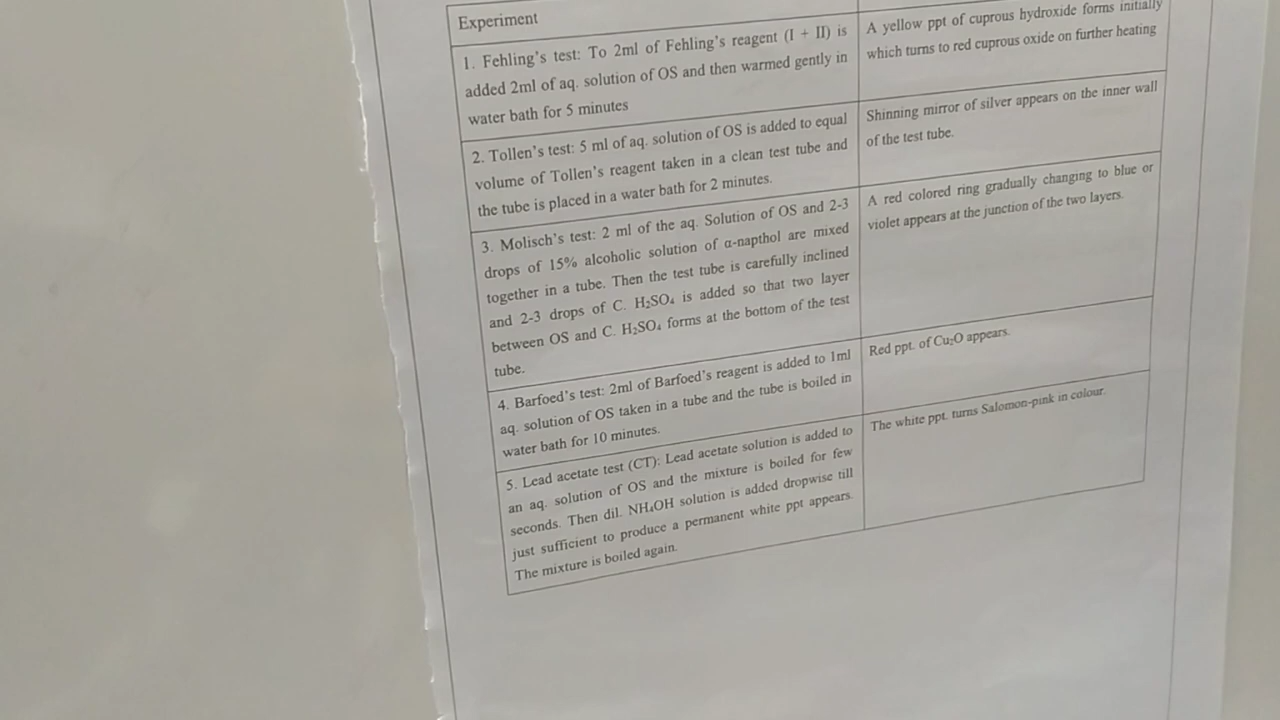 Experiment
1. Fehling's test: To 2ml of Fehling's reagent (I + II) is
added 2ml of aq. solution of OS and then warmed gently in
water bath for 5 minutes
A yellow ppt of cuprous hydroxide forms initially
which turns to red cuprous oxide on further heating
2. Tollen's test: 5 ml of aq. solution of OS is added to equal
volume of Tollen's reagent taken in a clean test tube and
the tube is placed in a water bath for 2 minutes.
Shinning mirror of silver appears on the inner wall
of the test tube.
3. Molisch's test: 2 ml of the aq. Solution of OS and 2-3
drops of 15% alcoholic solution of α-napthol are mixed
together in a tube. Then the test tube is carefully inclined
and 2-3 drops of C. H₂SO₄ is added so that two layer
between OS and C. H₂SO₄ forms at the bottom of the test
tube.
A red colored ring gradually changing to blue or
violet appears at the junction of the two layers.
4. Barfoed's test: 2ml of Barfoed's reagent is added to 1ml
aq. solution of OS taken in a tube and the tube is boiled in
water bath for 10 minutes.
Red ppt. of Cu₂O appears.
5. Lead acetate test (CT): Lead acetate solution is added to
an aq. solution of OS and the mixture is boiled for few
seconds. Then dil. NH₄OH solution is added dropwise till
just sufficient to produce a permanent white ppt appears.
The mixture is boiled again.
The white ppt. turns Salomon-pink in colour.